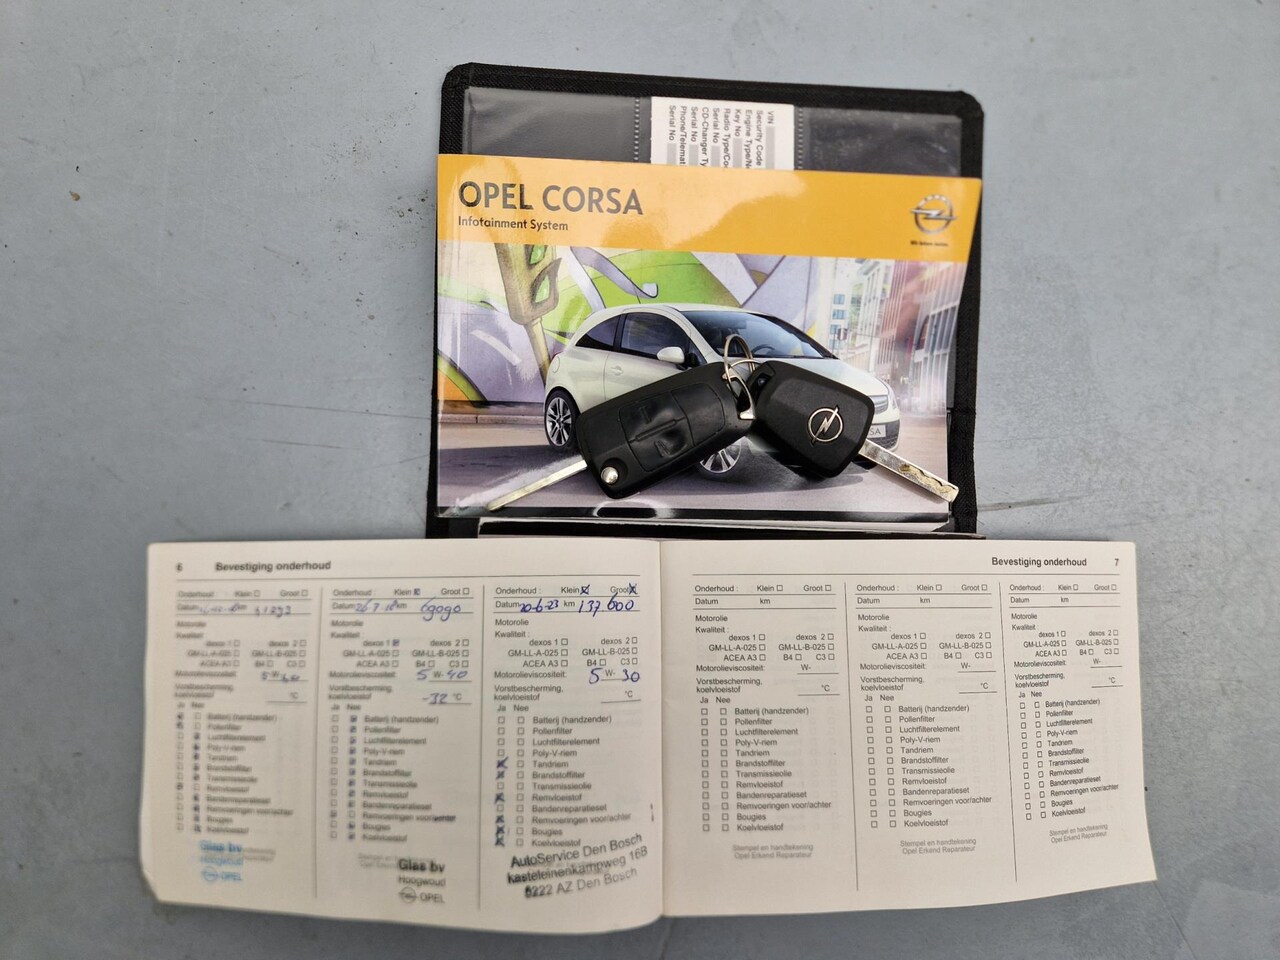 VIN
Security Code
Engine Type/No
Key No
Radio Type/Co
Serial No
CD-Changer Ty
Serial No
Phone/Telemat
Serial No
OPEL CORSA
Infotainment System
6 Bevestiging onderhoud
Onderhoud : Klein Groot
Datum km
Motorolie
Kwaliteit :
dexos 1 dexos 2
GM-LL-A-025 GM-LL-B-025
ACEA A3 B4 C3
Motorolieviscositeit: 5 W-
Vorstbescherming,
koelvloeistof °C
Ja Nee
Batterij (handzender)
Pollenfilter
Luchtfilterelement
Poly-V-riem
Tandriem
Brandstoffilter
Transmissieolie
Remvloeistof
Bandenreparatieset
Remvoeringen voor/achter
Bougies
Koelvloeistof
Glas bv
Hoogwoud
OPEL
Onderhoud : Klein Groot
Datum km 69090
Motorolie
Kwaliteit :
dexos 1 dexos 2
GM-LL-A-025 GM-LL-B-025
ACEA A3 B4 C3
Motorolieviscositeit: 5 W- 40
Vorstbescherming,
koelvloeistof -32 °C
Ja Nee
Batterij (handzender)
Pollenfilter
Luchtfilterelement
Poly-V-riem
Tandriem
Brandstoffilter
Transmissieolie
Remvloeistof
Bandenreparatieset
Remvoeringen voor/achter
Bougies
Koelvloeistof
Glas bv
Hoogwoud
OPEL
Onderhoud : Klein Groot
Datum 20-6-23 km 137600
Motorolie
Kwaliteit :
dexos 1 dexos 2
GM-LL-A-025 GM-LL-B-025
ACEA A3 B4 C3
Motorolieviscositeit: 5 W- 30
Vorstbescherming,
koelvloeistof °C
Ja Nee
Batterij (handzender)
Pollenfilter
Luchtfilterelement
Poly-V-riem
Tandriem
Brandstoffilter
Transmissieolie
Remvloeistof
Bandenreparatieset
Remvoeringen voor/achter
Bougies
Koelvloeistof
AutoService Den Bosch
kasteleinenkampweg 16B
5222 AZ Den Bosch
Bevestiging onderhoud 7
Onderhoud : Klein Groot
Datum km
Motorolie
Kwaliteit :
dexos 1 dexos 2
GM-LL-A-025 GM-LL-B-025
ACEA A3 B4 C3
Motorolieviscositeit: W-
Vorstbescherming,
koelvloeistof °C
Ja Nee
Batterij (handzender)
Pollenfilter
Luchtfilterelement
Poly-V-riem
Tandriem
Brandstoffilter
Transmissieolie
Remvloeistof
Bandenreparatieset
Remvoeringen voor/achter
Bougies
Koelvloeistof
Stempel en handtekening
Opel Erkend Reparateur
Onderhoud : Klein Groot
Datum km
Motorolie
Kwaliteit :
dexos 1 dexos 2
GM-LL-A-025 GM-LL-B-025
ACEA A3 B4 C3
Motorolieviscositeit: W-
Vorstbescherming,
koelvloeistof °C
Ja Nee
Batterij (handzender)
Pollenfilter
Luchtfilterelement
Poly-V-riem
Tandriem
Brandstoffilter
Transmissieolie
Remvloeistof
Bandenreparatieset
Remvoeringen voor/achter
Bougies
Koelvloeistof
Stempel en handtekening
Opel Erkend Reparateur
Onderhoud : Klein Groot
Datum km
Motorolie
Kwaliteit :
dexos 1 dexos 2
GM-LL-A-025 GM-LL-B-025
ACEA A3 B4 C3
Motorolieviscositeit: W-
Vorstbescherming,
koelvloeistof °C
Ja Nee
Batterij (handzender)
Pollenfilter
Luchtfilterelement
Poly-V-riem
Tandriem
Brandstoffilter
Transmissieolie
Remvloeistof
Bandenreparatieset
Remvoeringen voor/achter
Bougies
Koelvloeistof
Stempel en handtekening
Opel Erkend Reparateur